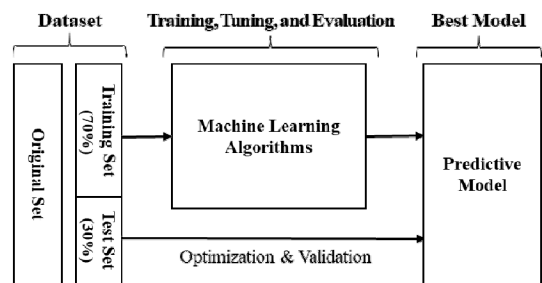 Dataset
Training, Tuning, and Evaluation
Best Model
Original Set
Training Set
(70%)
Test Set
(30%)
Machine Learning
Algorithms
Predictive
Model
Optimization & Validation